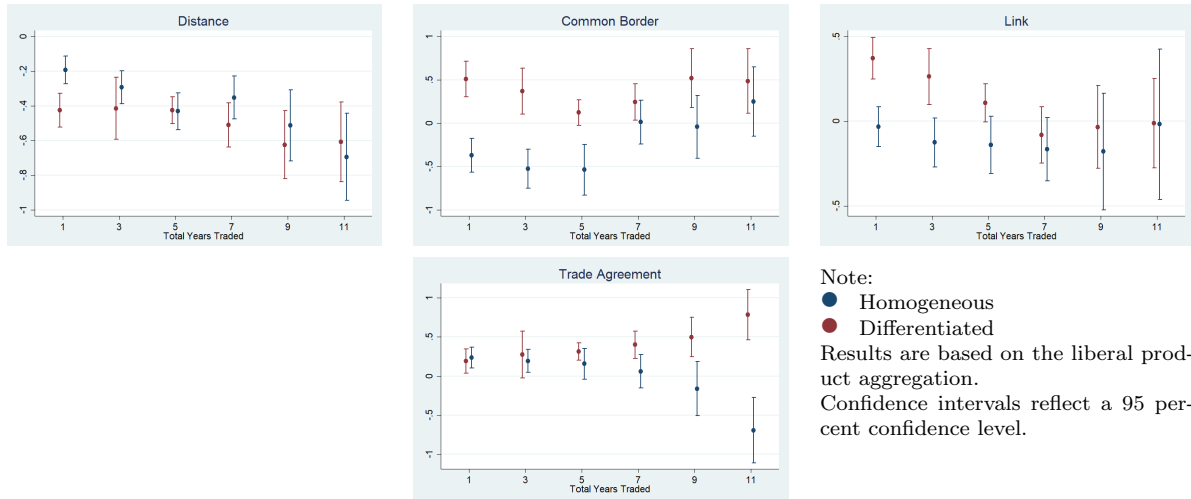 Distance
0
-.2
-.4
-.6
-.8
-1
1 3 5 7 9 11
Total Years Traded
Common Border
1
.5
0
-.5
-1
1 3 5 7 9 11
Total Years Traded
Link
.5
0
-.5
1 3 5 7 9 11
Total Years Traded
Trade Agreement
1
.5
0
-.5
-1
1 3 5 7 9 11
Total Years Traded
Note:
Homogeneous
Differentiated
Results are based on the liberal prod-
uct aggregation.
Confidence intervals reflect a 95 per-
cent confidence level.